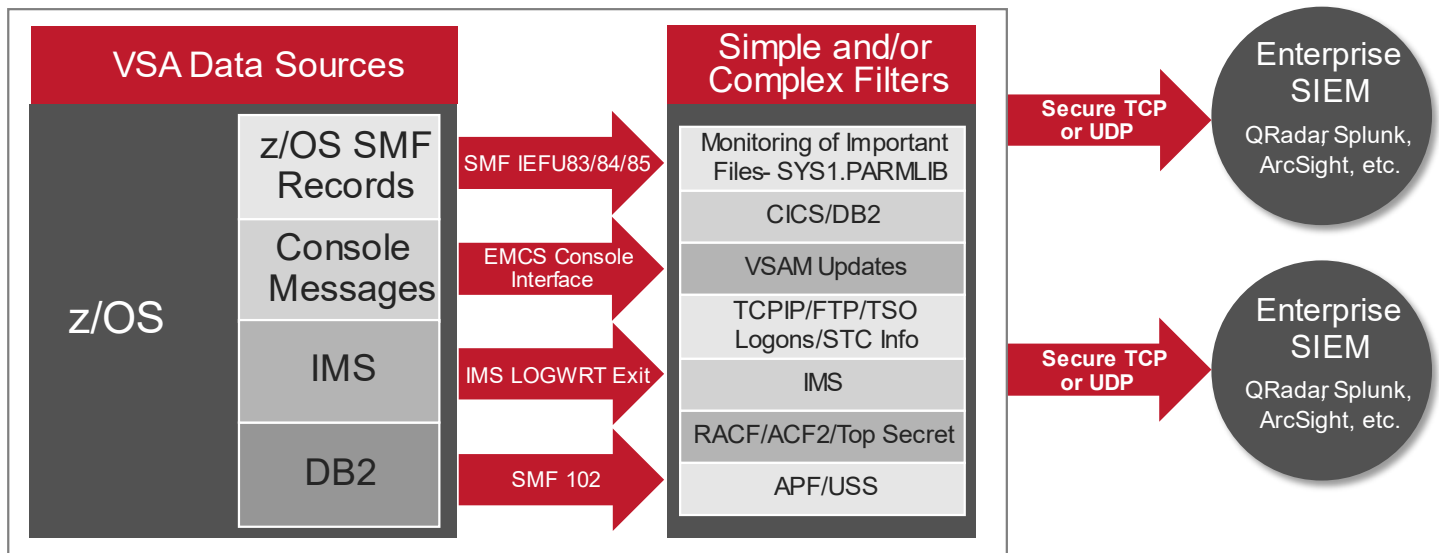 VSA Data Sources
z/OS
z/OS SMF
Records
Console
Messages
IMS
DB2
SMF IEFU83/84/85
EMCS Console
Interface
IMS LOGWRT Exit
SMF 102
Simple and/or
Complex Filters
Monitoring of Important
Files- SYS1.PARMLIB
CICS/DB2
VSAM Updates
TCPIP/FTP/TSO
Logons/STC Info
IMS
RACF/ACF2/Top Secret
APF/USS
Secure TCP
or UDP
Enterprise
SIEM
QRadar, Splunk,
ArcSight, etc.
Secure TCP
or UDP
Enterprise
SIEM
QRadar, Splunk,
ArcSight, etc.